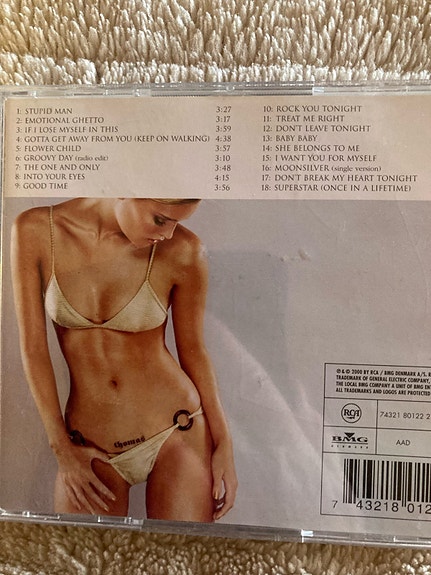 1: STUPID MAN 3:27
2: EMOTIONAL GHETTO 3:17
3: IF I LOSE MYSELF IN THIS 3:59
4: GOTTA GET AWAY FROM YOU (KEEP ON WALKING) 4:38
5: FLOWER CHILD 3:57
6: GROOVY DAY (radio edit) 3:10
7: THE ONE AND ONLY 3:48
8: INTO YOUR EYES 4:15
9: GOOD TIME 3:56
10: ROCK YOU TONIGHT
11: TREAT ME RIGHT
12: DON'T LEAVE TONIGHT
13: BABY BABY
14: SHE BELONGS TO ME
15: I WANT YOU FOR MYSELF
16: MOONSILVER (single version)
17: DON'T BREAK MY HEART TONIGHT
18: SUPERSTAR (ONCE IN A LIFETIME)
thomas
℗ & © 2000 BY RCA / BMG DENMARK A/S.
TRADEMARK OF GENERAL ELECTRIC COMPANY,
THE LOCAL BMG COMPANY A UNIT OF BMG
ALL TRADEMARKS AND LOGOS ARE PROTECTED
RCA
74321 80122 2
BMG
DENMARK
AAD
7 43218 012